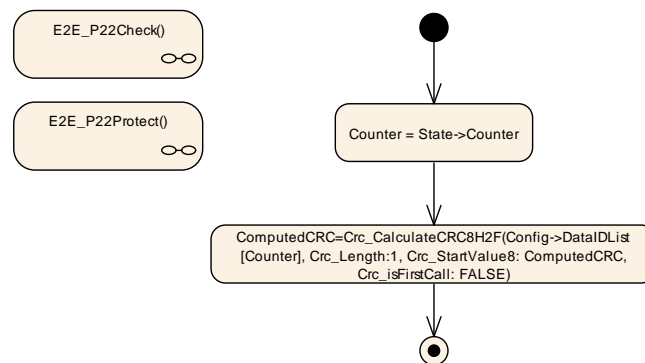 E2E_P22Check()
E2E_P22Protect()
Counter = State->Counter
ComputedCRC=Crc_CalculateCRC8H2F(Config->DataIDList
[Counter], Crc_Length:1, Crc_StartValue8: ComputedCRC,
Crc_isFirstCall: FALSE)